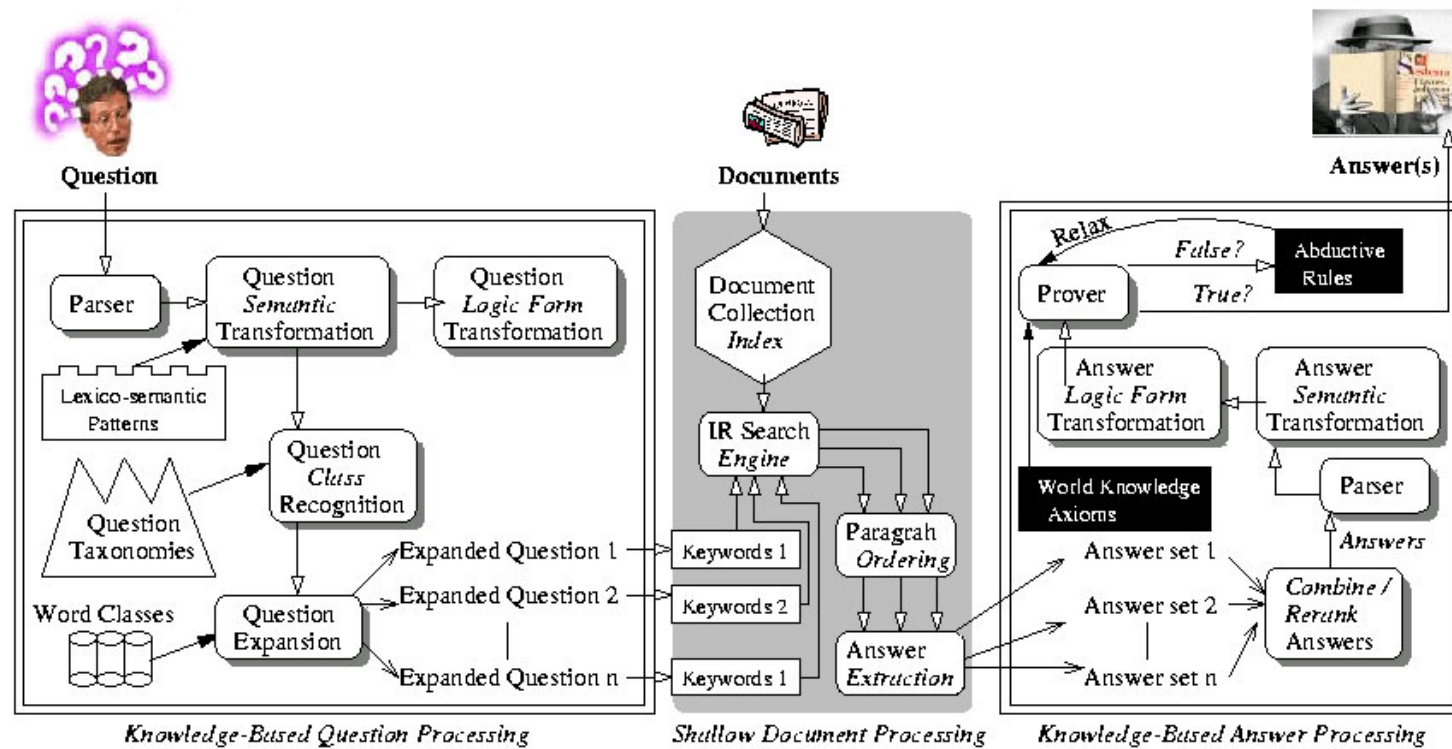 Question
Parser
Question
Semantic
Transformation
Question
Logic Form
Transformation
Lexico-semantic
Patterns
Question
Class
Recognition
Question
Taxonomies
Word Classes
Question
Expansion
Expanded Question 1
Expanded Question 2
Expanded Question n
Knowledge-Based Question Processing
Documents
Document
Collection
Index
IR Search
Engine
Keywords 1
Keywords 2
Keywords 1
Paragrah
Ordering
Answer
Extraction
Shallow Document Processing
Answer(s)
Relax
Prover
False?
True?
Abductive
Rules
Answer
Logic Form
Transformation
Answer
Semantic
Transformation
World Knowledge
Axioms
Parser
Answers
Answer set 1
Answer set 2
Answer set n
Combine /
Rerank
Answers
Knowledge-Based Answer Processing